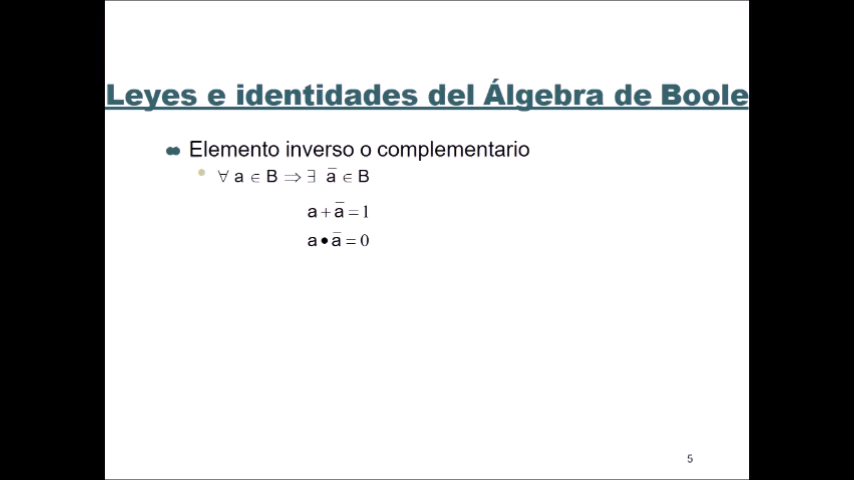 Leyes e identidades del Álgebra de Boole
Elemento inverso o complementario
∀ a ∈ B ⇒ ∃ a̅ ∈ B
a + a̅ = 1
a • a̅ = 0
5